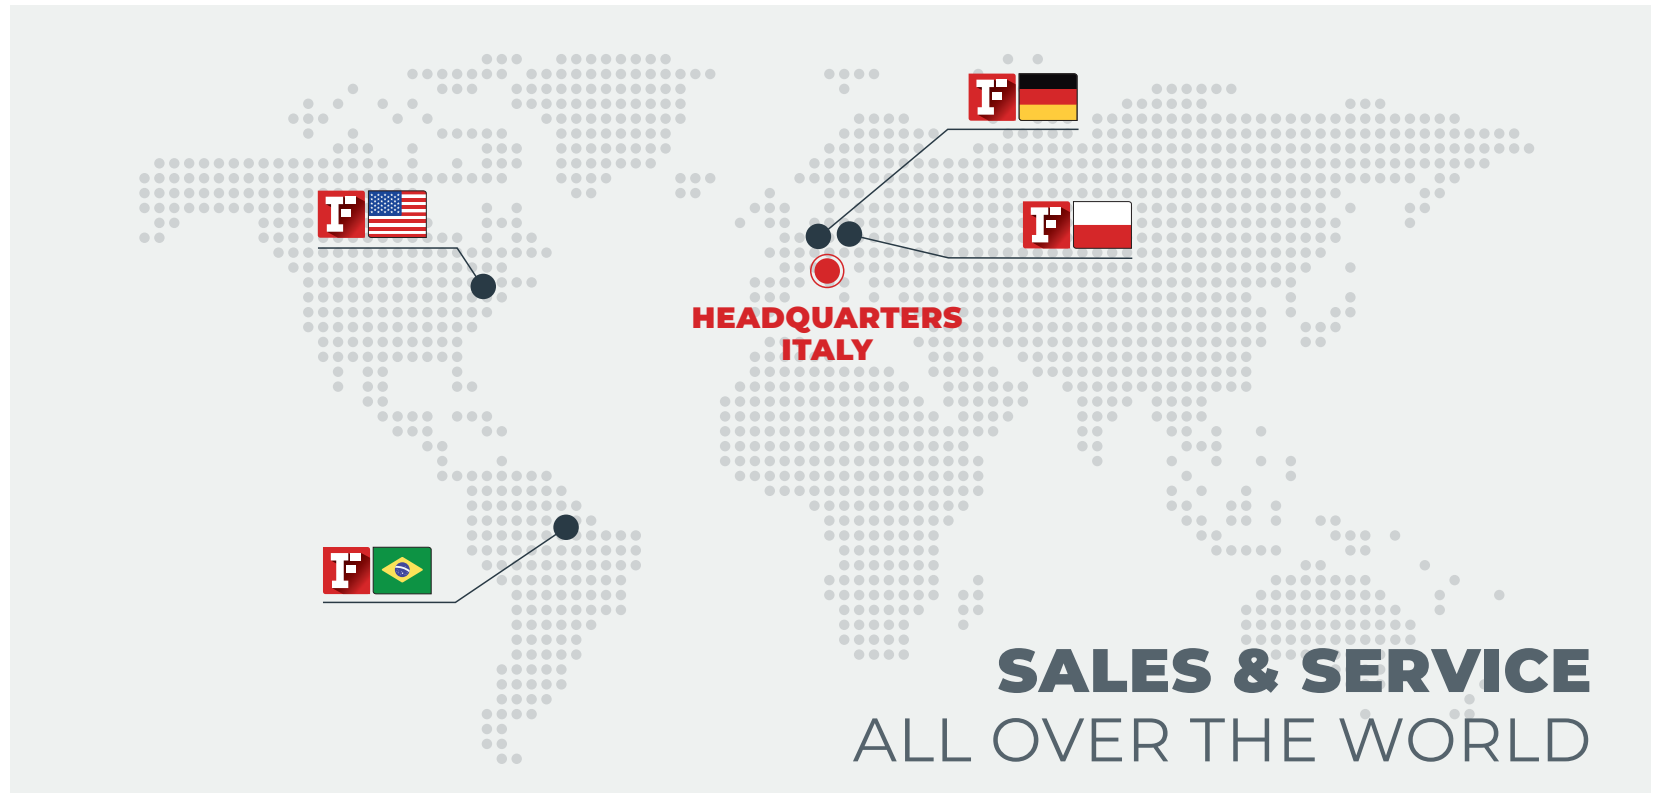 F
F
F
HEADQUARTERS
ITALY
F
SALES & SERVICE
ALL OVER THE WORLD